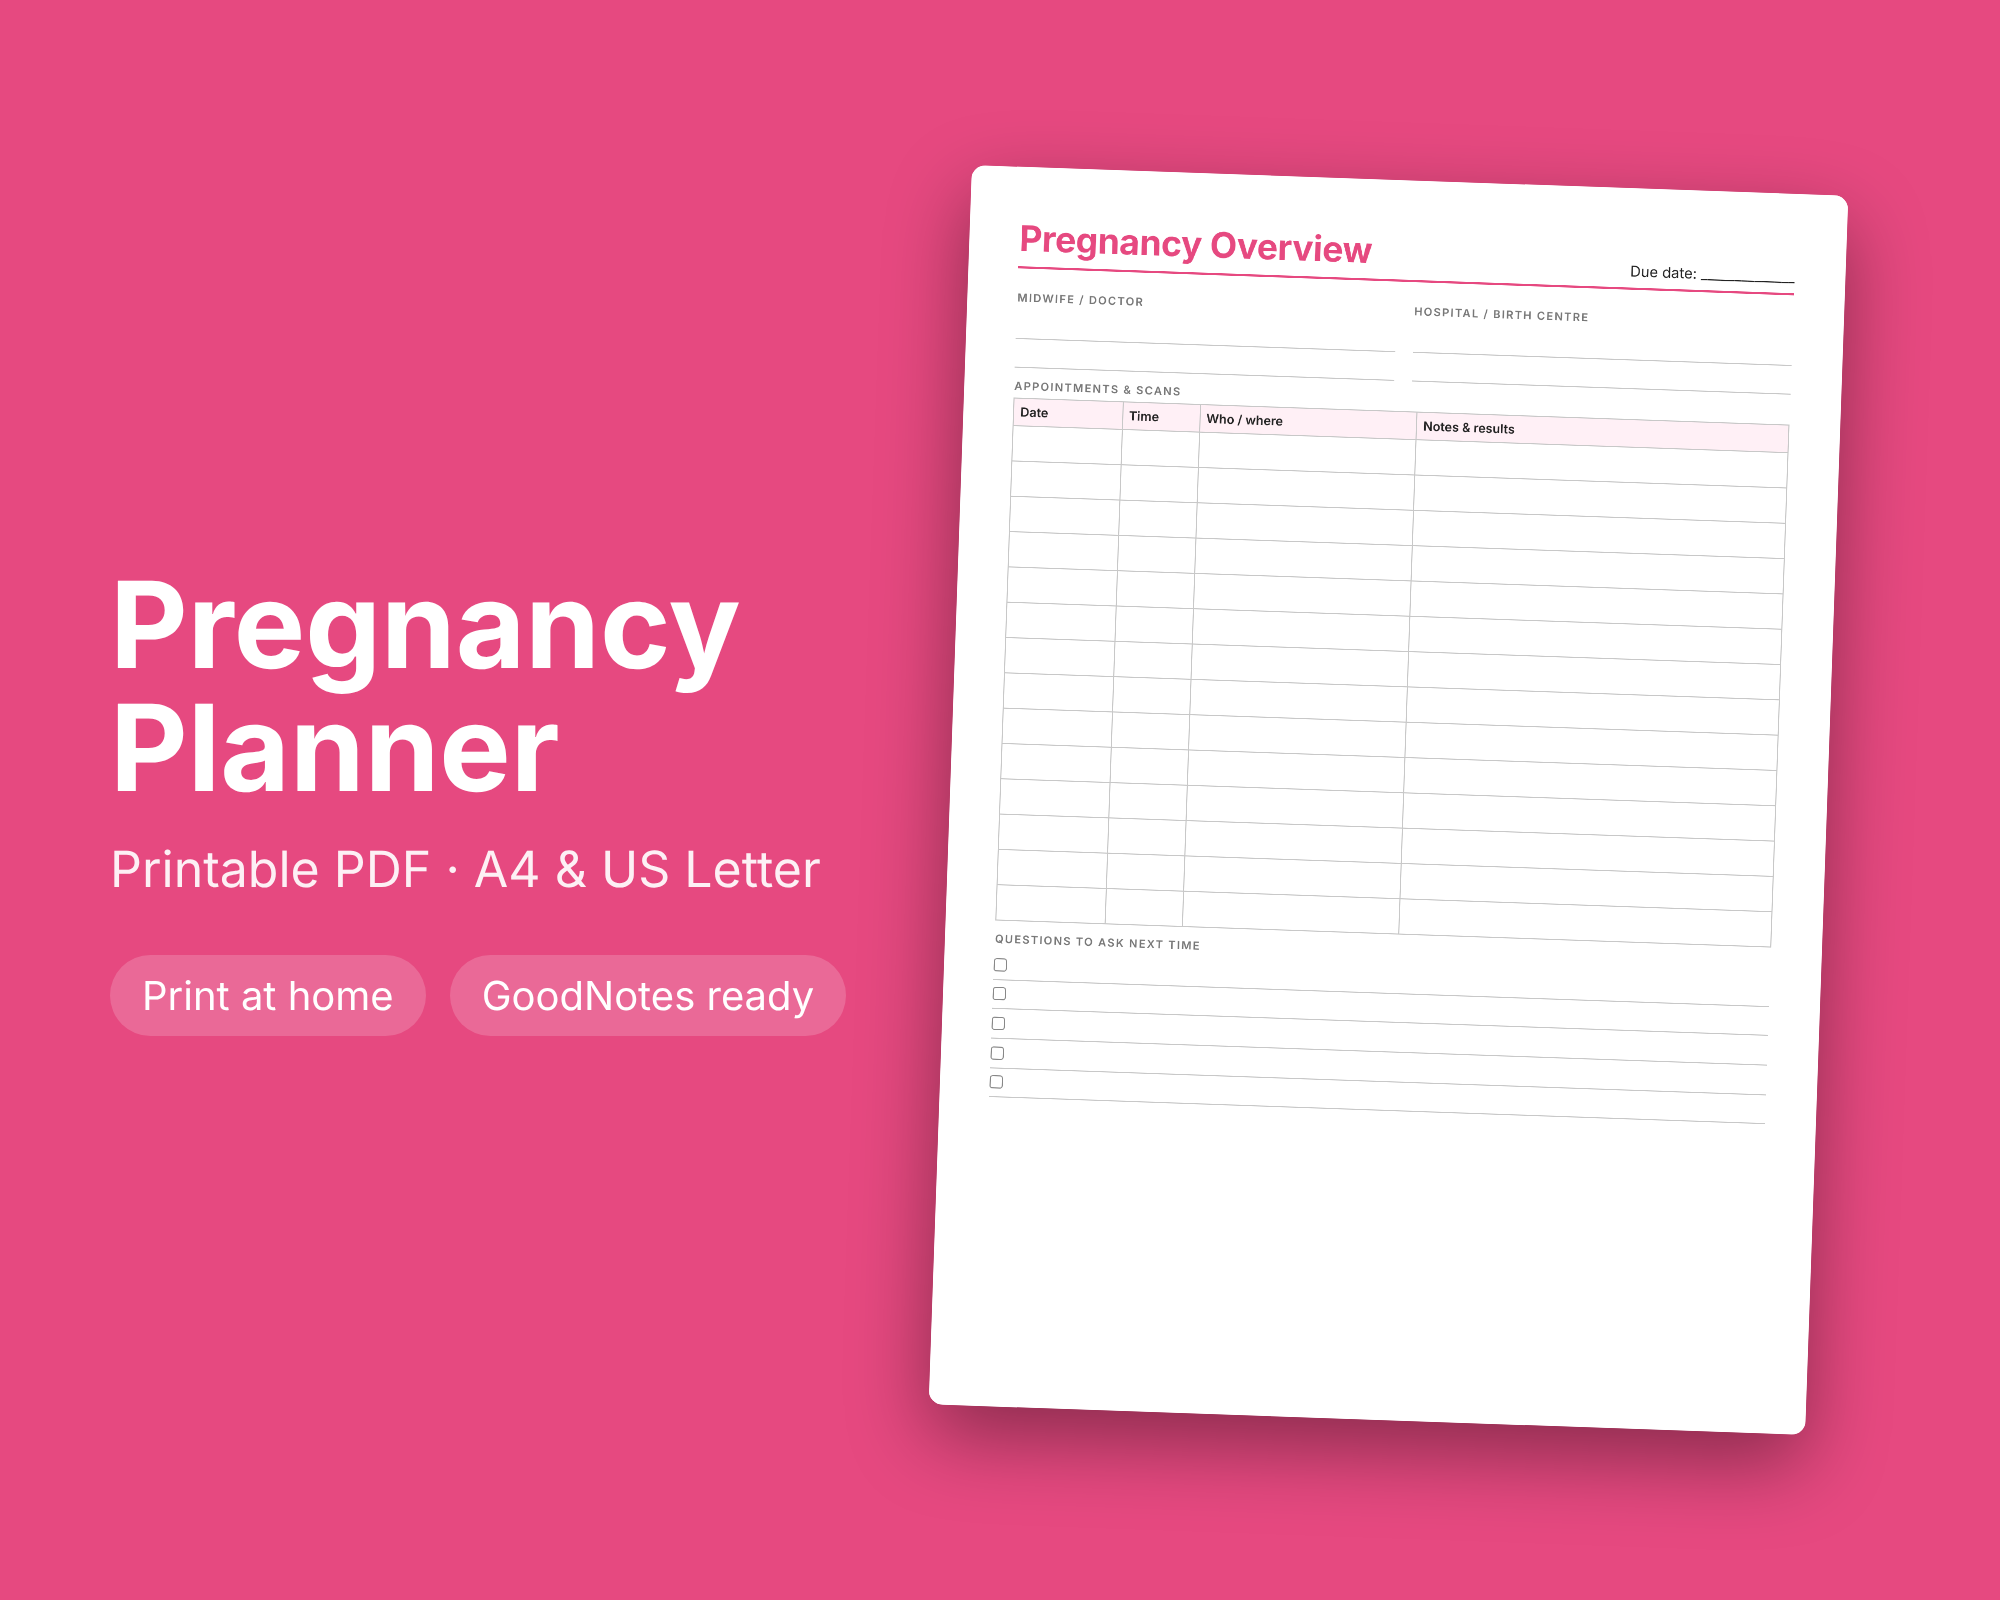 Pregnancy
Planner
Printable PDF · A4 & US Letter
Print at home
GoodNotes ready
Pregnancy Overview
Due date: ___________
MIDWIFE / DOCTOR
HOSPITAL / BIRTH CENTRE
APPOINTMENTS & SCANS
Date Time Who / where Notes & results
QUESTIONS TO ASK NEXT TIME